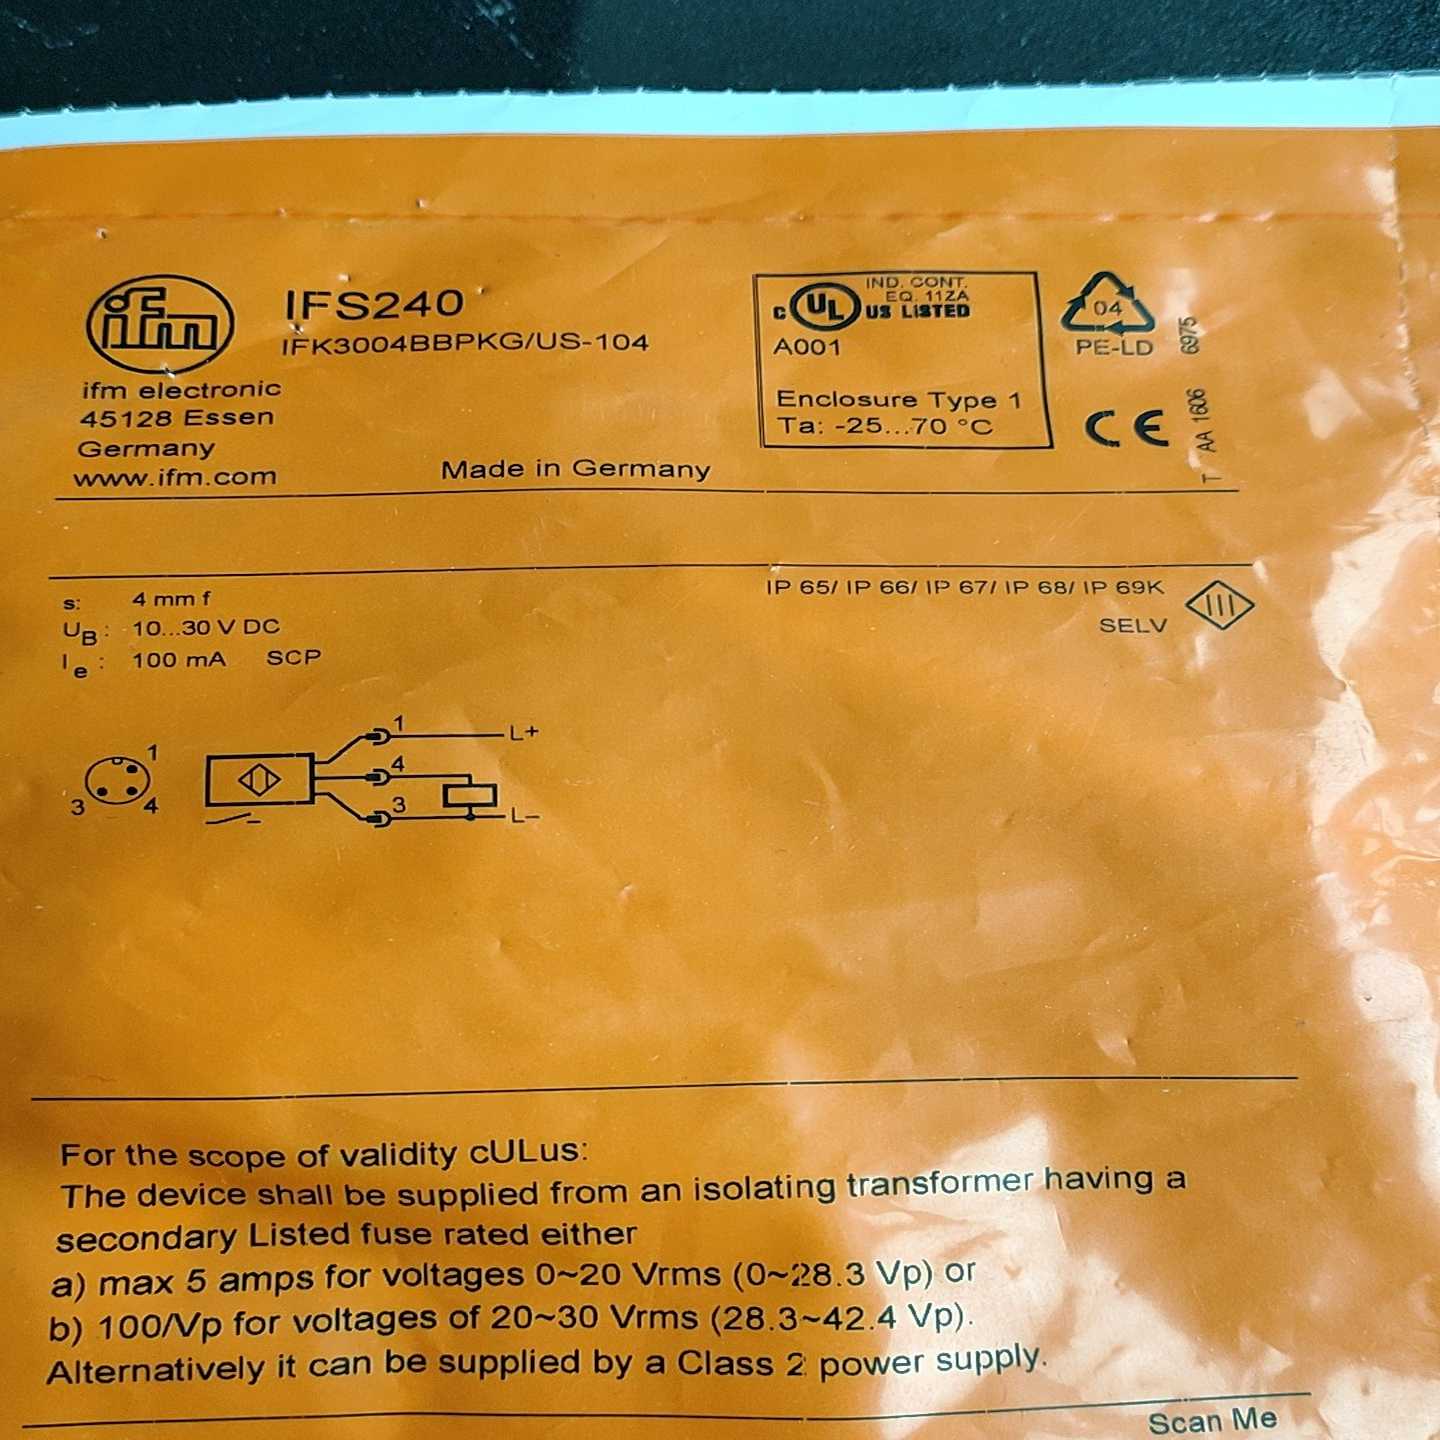 ifm
IFS240
IFK3004BBPKG/US-104
ifm electronic
45128 Essen
Germany
www.ifm.com
Made in Germany
IND. CONT.
EQ. 11ZA
c UL US LISTED
A001
Enclosure Type 1
Ta: -25...70 °C
04
PE-LD
CE
T AA 1606 6975
s: 4 mm f
UB: 10...30 V DC
Ie: 100 mA SCP
IP 65/ IP 66/ IP 67/ IP 68/ IP 69K
III
SELV
1
3 4
1 L+
4
3 L–
For the scope of validity cULus:
The device shall be supplied from an isolating transformer having a
secondary Listed fuse rated either
a) max 5 amps for voltages 0~20 Vrms (0~28.3 Vp) or
b) 100/Vp for voltages of 20~30 Vrms (28.3~42.4 Vp).
Alternatively it can be supplied by a Class 2 power supply.
Scan Me